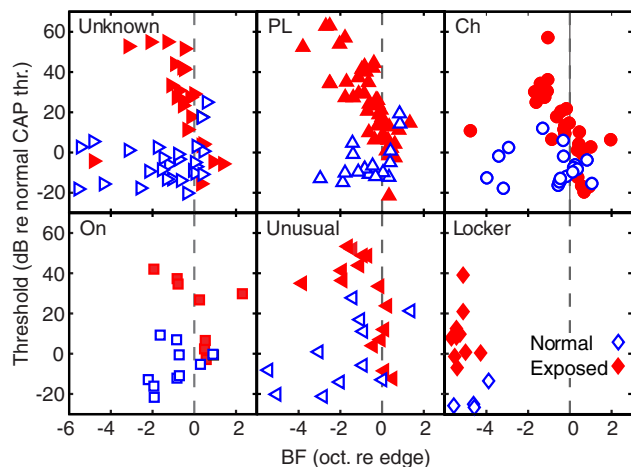 Unknown PL Ch
60
40
20
0
-20
On Unusual Locker
60
40
20
0
-20
Normal
Exposed
-6 -4 -2 0 2 -4 -2 0 2 -4 -2 0 2
Threshold (dB re normal CAP thr.)
BF (oct. re edge)